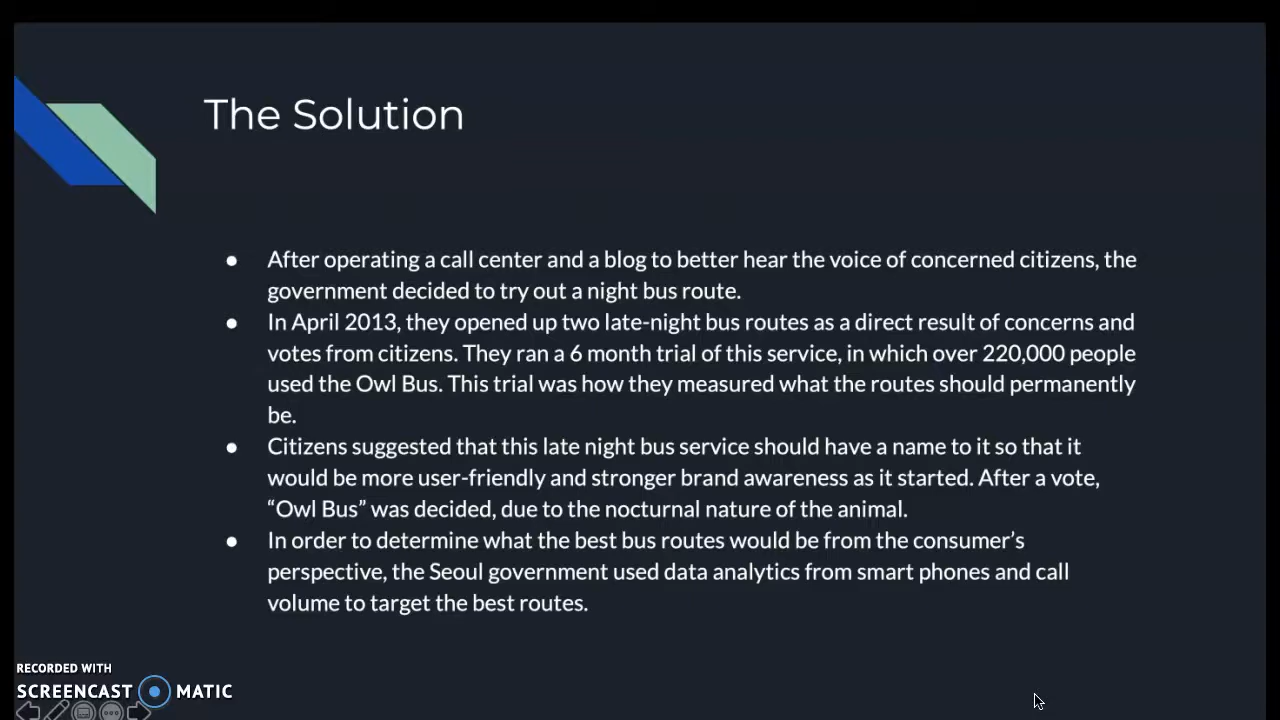 The Solution
● After operating a call center and a blog to better hear the voice of concerned citizens, the
government decided to try out a night bus route.
● In April 2013, they opened up two late-night bus routes as a direct result of concerns and
votes from citizens. They ran a 6 month trial of this service, in which over 220,000 people
used the Owl Bus. This trial was how they measured what the routes should permanently
be.
● Citizens suggested that this late night bus service should have a name to it so that it
would be more user-friendly and stronger brand awareness as it started. After a vote,
“Owl Bus” was decided, due to the nocturnal nature of the animal.
● In order to determine what the best bus routes would be from the consumer’s
perspective, the Seoul government used data analytics from smart phones and call
volume to target the best routes.
RECORDED WITH
SCREENCAST MATIC